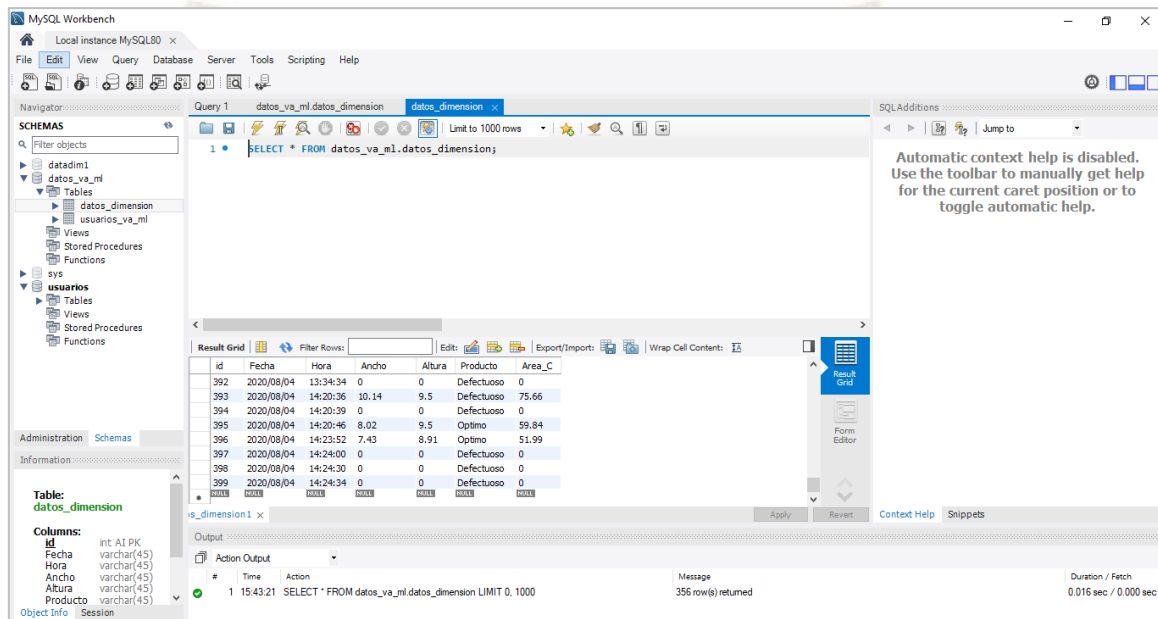 MySQL Workbench
Local instance MySQL80
File Edit View Query Database Server Tools Scripting Help
Navigator
SCHEMAS
Filter objects
datadim1
datos_va_ml
Tables
datos_dimension
usuarios_va_ml
Views
Stored Procedures
Functions
sys
usuarios
Tables
Views
Stored Procedures
Functions
Administration Schemas
Information
Table:
datos_dimension
Columns:
id int AI PK
Fecha varchar(45)
Hora varchar(45)
Ancho varchar(45)
Altura varchar(45)
Producto varchar(45)
Object Info Session
Query 1 datos_va_ml.datos_dimension datos_dimension
Limit to 1000 rows
1 SELECT * FROM datos_va_ml.datos_dimension;
Result Grid Filter Rows: Edit: Export/Import: Wrap Cell Content:
id Fecha Hora Ancho Altura Producto Area_C
392 2020/08/04 13:34:34 0 0 Defectuoso 0
393 2020/08/04 14:20:36 10.14 9.5 Defectuoso 75.66
394 2020/08/04 14:20:39 0 0 Defectuoso 0
395 2020/08/04 14:20:46 8.02 9.5 Optimo 59.84
396 2020/08/04 14:23:52 7.43 8.91 Optimo 51.99
397 2020/08/04 14:24:00 0 0 Defectuoso 0
398 2020/08/04 14:24:30 0 0 Defectuoso 0
399 2020/08/04 14:24:34 0 0 Defectuoso 0
NULL NULL NULL NULL NULL NULL NULL
Result Grid
Form Editor
s_dimension1 Apply Revert
SQLAdditions
Jump to
Automatic context help is disabled.
Use the toolbar to manually get help
for the current caret position or to
toggle automatic help.
Context Help Snippets
Output
Action Output
# Time Action Message Duration / Fetch
1 15:43:21 SELECT * FROM datos_va_ml.datos_dimension LIMIT 0, 1000 356 row(s) returned 0.016 sec / 0.000 sec